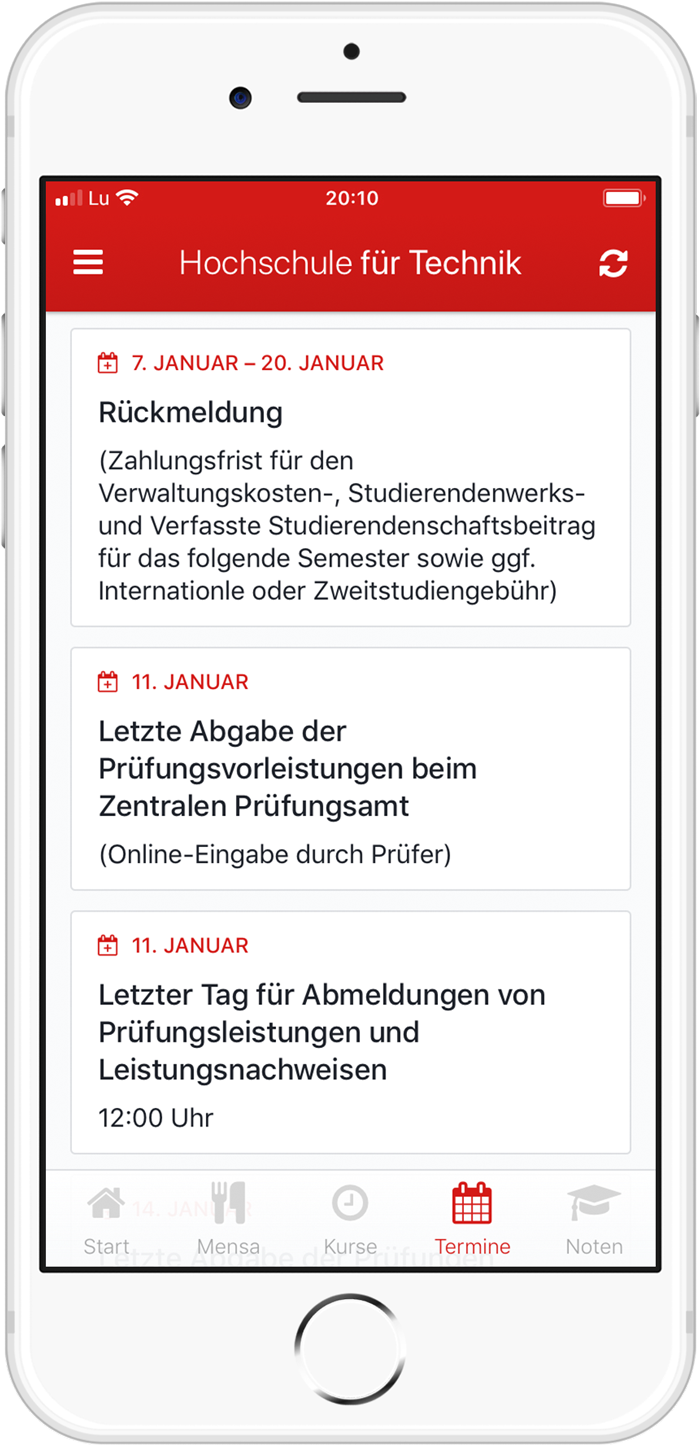 Lu
20:10
Hochschule für Technik
7. JANUAR – 20. JANUAR
Rückmeldung
(Zahlungsfrist für den
Verwaltungskosten-, Studierendenwerks-
und Verfasste Studierendenschaftsbeitrag
für das folgende Semester sowie ggf.
Internationle oder Zweitstudiengebühr)
11. JANUAR
Letzte Abgabe der
Prüfungsvorleistungen beim
Zentralen Prüfungsamt
(Online-Eingabe durch Prüfer)
11. JANUAR
Letzter Tag für Abmeldungen von
Prüfungsleistungen und
Leistungsnachweisen
12:00 Uhr
14. JANUAR
Letzte Abgabe der Prüfungen
Start Mensa Kurse Termine Noten